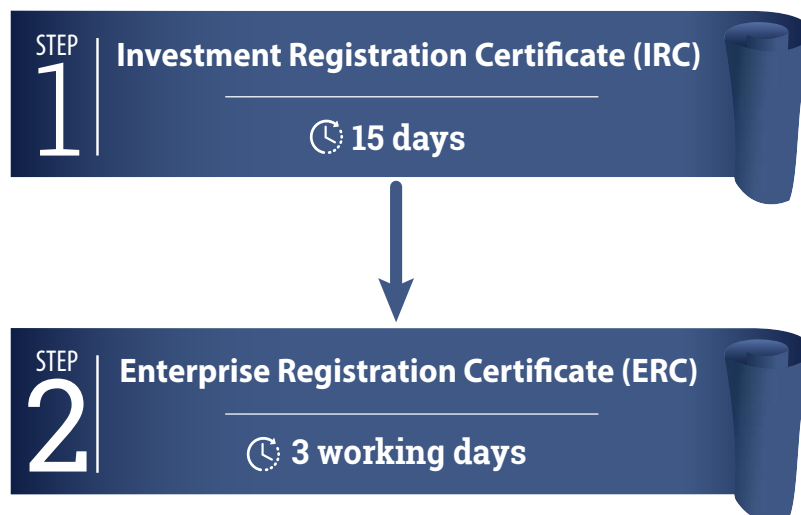 STEP
1
Investment Registration Certificate (IRC)
15 days
STEP
2
Enterprise Registration Certificate (ERC)
3 working days